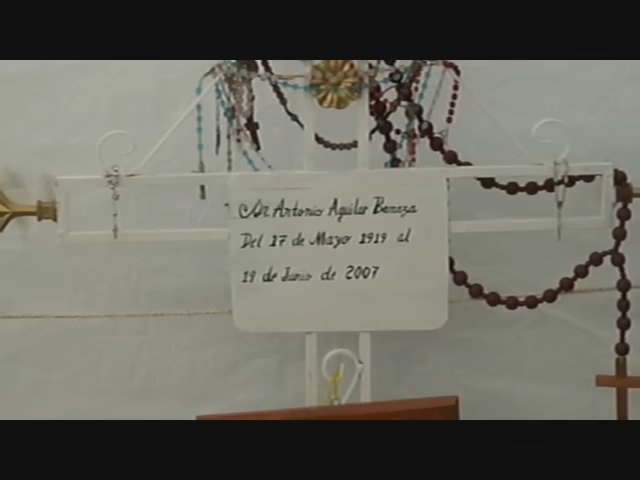 Sr. Antonio Aguilar Barraza
Del 17 de Mayo 1919 al
19 de Junio de 2007